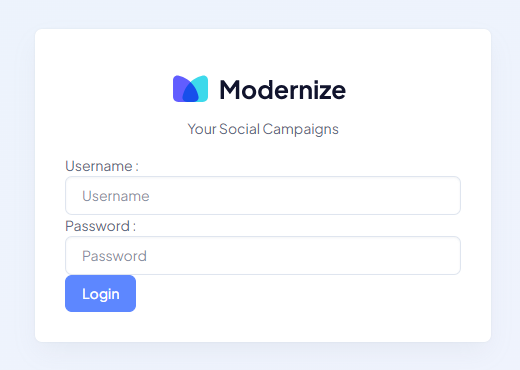 Modernize
Your Social Campaigns
Username :
Username
Password :
Password
Login